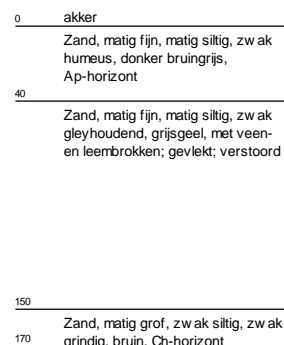 0 akker
Zand, matig fijn, matig siltig, zwak
humeus, donker bruingrijs,
Ap-horizont
40
Zand, matig fijn, matig siltig, zwak
gleyhoudend, grijsgeel, met veen-
en leembrokken; gevlekt; verstoord
150
Zand, matig grof, zwak siltig, zwak
170 grindig, bruin, Ch-horizont